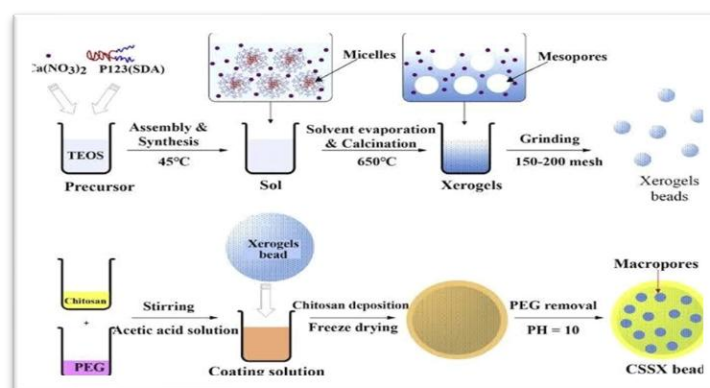 a(NO3)2 P123(SDA)
Micelles
Mesopores
TEOS
Precursor
Assembly &
Synthesis
45°C
Sol
Solvent evaporation
& Calcination
650°C
Xerogels
Grinding
150-200 mesh
Xerogels
beads
Chitosan
+
PEG
Stirring
Acetic acid solution
Xerogels
bead
Coating solution
Chitosan deposition
Freeze drying
PEG removal
PH = 10
Macropores
CSSX bead